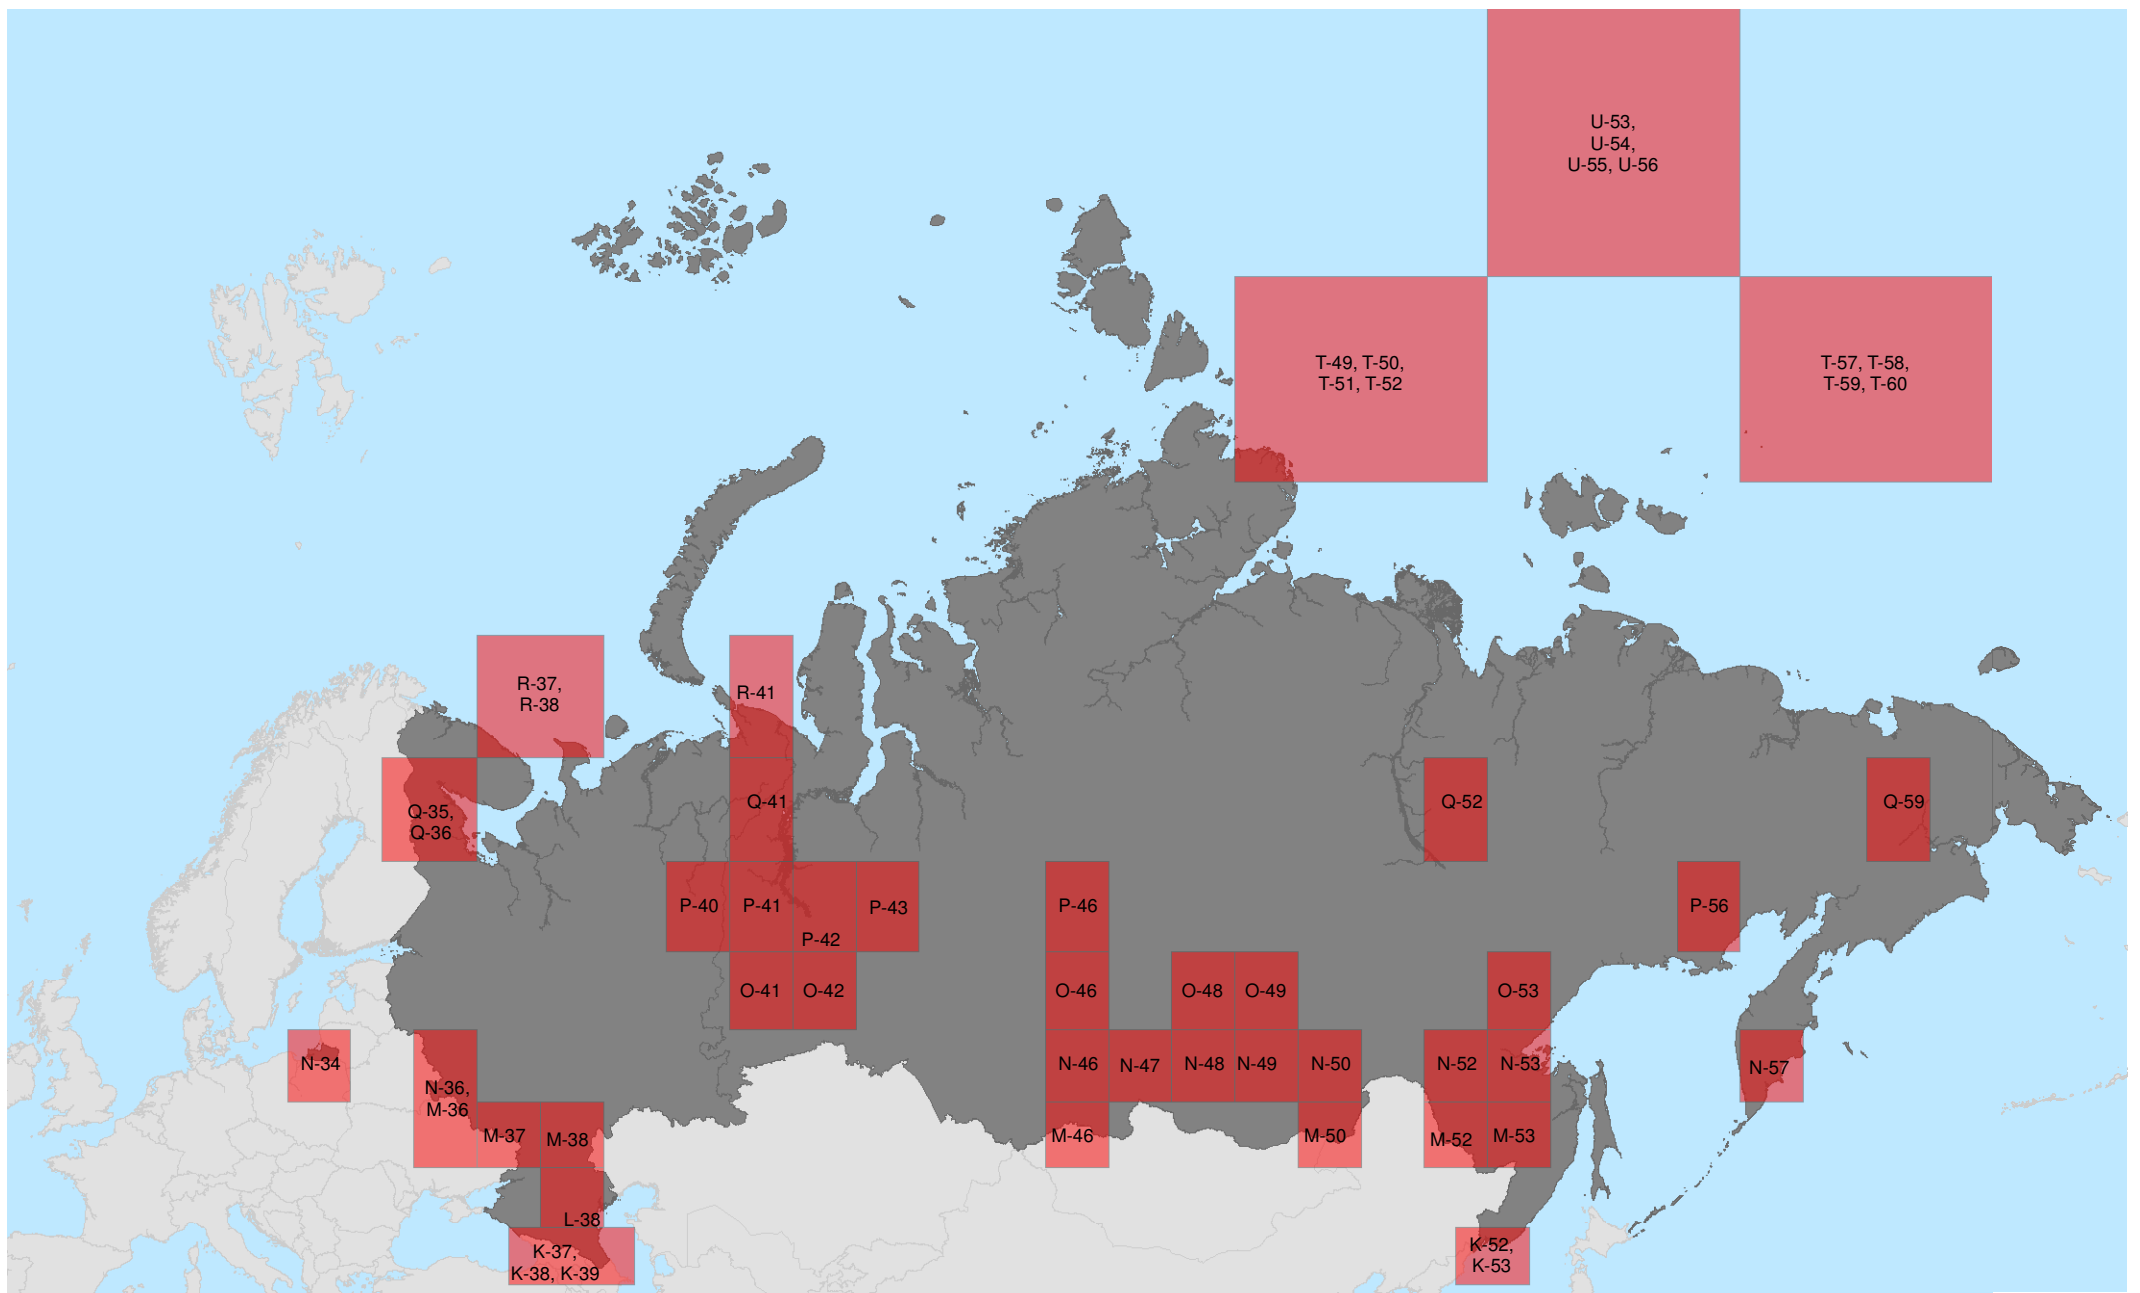 U-53,
U-54,
U-55, U-56
T-49, T-50,
T-51, T-52
T-57, T-58,
T-59, T-60
R-37,
R-38
R-41
Q-35,
Q-36
Q-41
Q-52
Q-59
P-40
P-41
P-42
P-43
P-46
P-56
O-41
O-42
O-46
O-48
O-49
O-53
N-34
N-36,
M-36
N-46
N-47
N-48
N-49
N-50
N-52
N-53
N-57
M-37
M-38
M-46
M-50
M-52
M-53
L-38
K-37,
K-38, K-39
K-52,
K-53